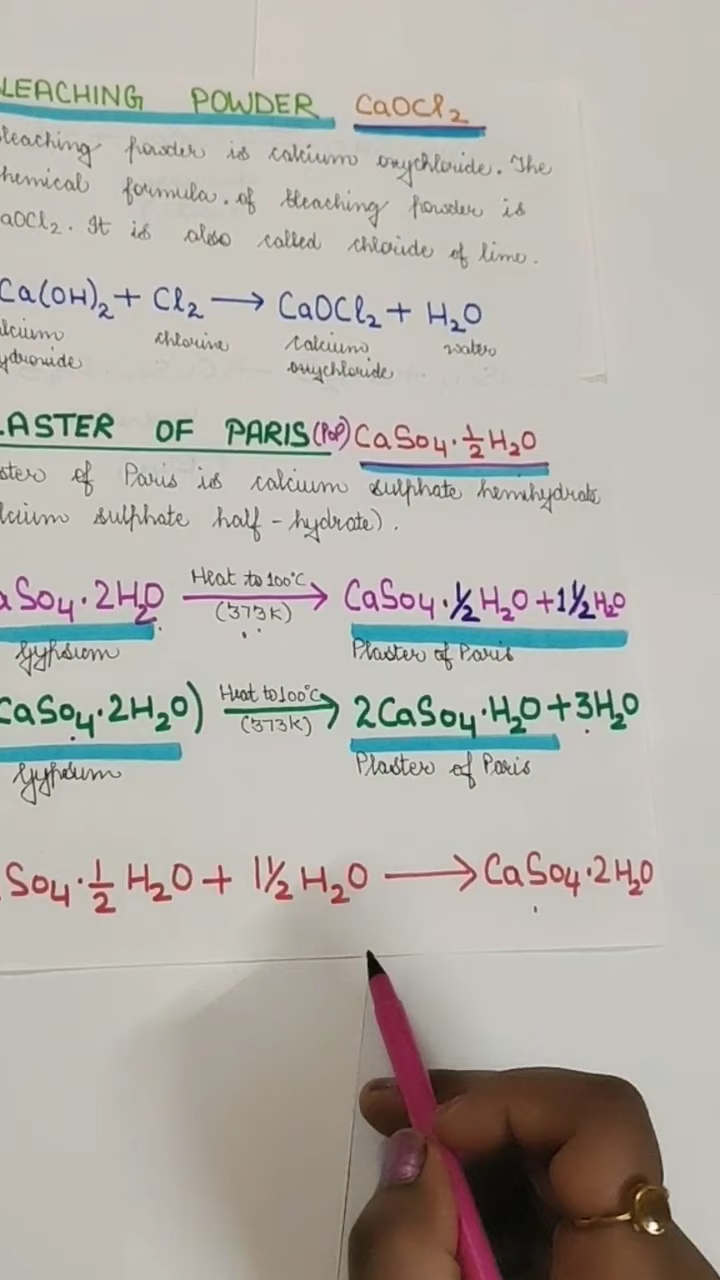 LEACHING POWDER CaOCl₂
leaching powder is calcium oxychloride. The
hemical formula. of bleaching powder is
aOCl₂. It is also called chloride of lime.
Ca(OH)₂ + Cl₂ → CaOCl₂ + H₂O
lcium chlorine calcium water
ydroxide oxychloride
LASTER OF PARIS (POP) CaSO₄·½H₂O
ster of Paris is calcium sulphate hemihydrate
lcium sulphate half-hydrate).
aSO₄·2H₂O Heat to 100°C → (373K) CaSO₄·½H₂O + 1½H₂O
Gypsum Plaster of Paris
CaSO₄·2H₂O) Heat to 100°C → (373K) 2CaSO₄·H₂O + 3H₂O
Gypsum Plaster of Paris
SO₄·½H₂O + 1½H₂O → CaSO₄·2H₂O